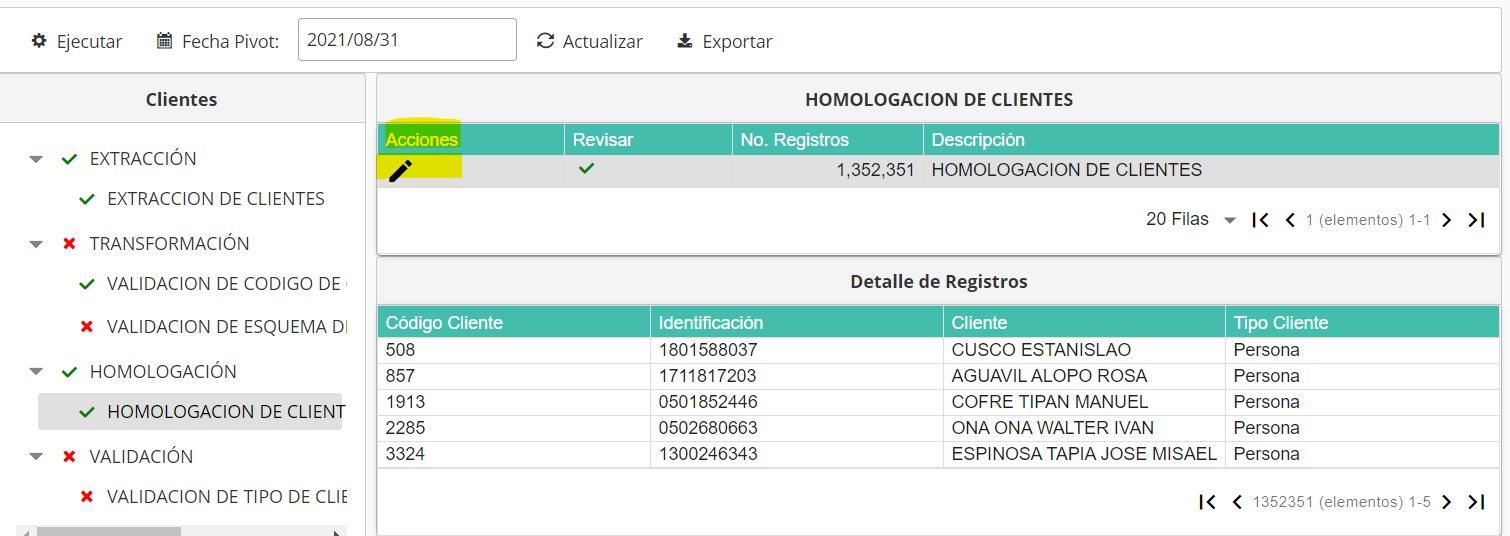 Ejecutar Fecha Pivot: 2021/08/31 Actualizar Exportar
Clientes
EXTRACCIÓN
EXTRACCION DE CLIENTES
TRANSFORMACIÓN
VALIDACION DE CODIGO DE
VALIDACION DE ESQUEMA
HOMOLOGACIÓN
HOMOLOGACION DE CLIENT
VALIDACIÓN
VALIDACION DE TIPO DE CLIE
HOMOLOGACION DE CLIENTES
Acciones Revisar No. Registros Descripción
1,352,351 HOMOLOGACION DE CLIENTES
20 Filas 1 (elementos) 1-1
Detalle de Registros
Código Cliente Identificación Cliente Tipo Cliente
508 1801588037 CUSCO ESTANISLAO Persona
857 1711817203 AGUAVIL ALOPO ROSA Persona
1913 0501852446 COFRE TIPAN MANUEL Persona
2285 0502680663 ONA ONA WALTER IVAN Persona
3324 1300246343 ESPINOSA TAPIA JOSE MISAEL Persona
1352351 (elementos) 1-5